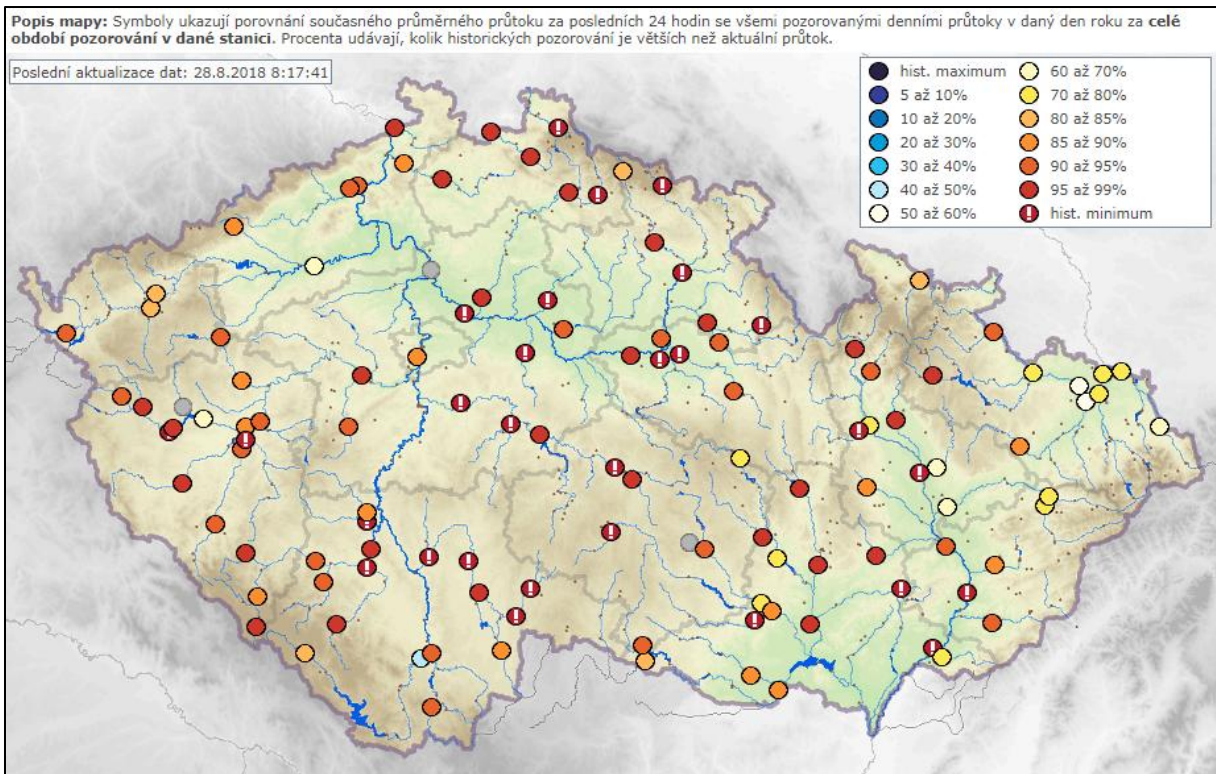 Popis mapy: Symboly ukazují porovnání současného průměrného průtoku za posledních 24 hodin se všemi pozorovanými denními průtoky v daný den roku za celé
období pozorování v dané stanici. Procenta udávají, kolik historických pozorování je větších než aktuální průtok.
Poslední aktualizace dat: 28.8.2018 8:17:41
hist. maximum
5 až 10%
10 až 20%
20 až 30%
30 až 40%
40 až 50%
50 až 60%
60 až 70%
70 až 80%
80 až 85%
85 až 90%
90 až 95%
95 až 99%
hist. minimum